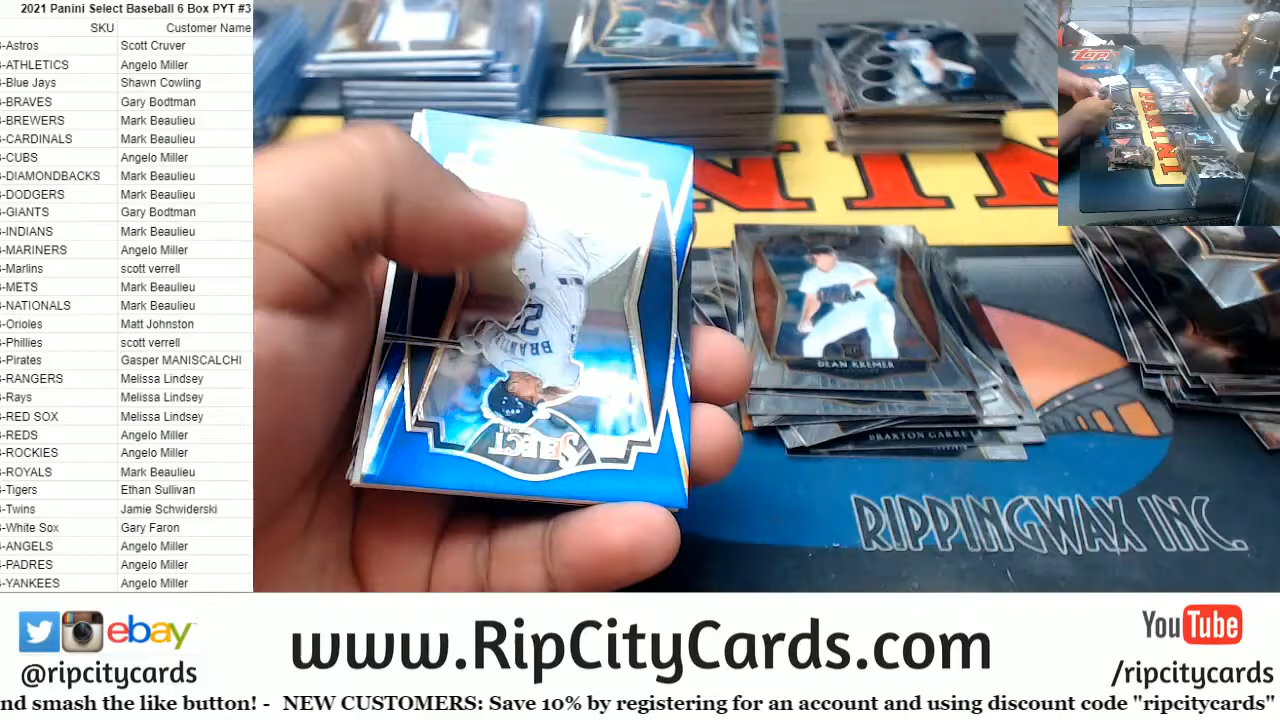 2021 Panini Select Baseball 6 Box PYT #3
SKU Customer Name
-Astros Scott Cruver
-ATHLETICS Angelo Miller
-Blue Jays Shawn Cowling
-BRAVES Gary Bodtman
-BREWERS Mark Beaulieu
-CARDINALS Mark Beaulieu
-CUBS Angelo Miller
-DIAMONDBACKS Mark Beaulieu
-DODGERS Mark Beaulieu
-GIANTS Gary Bodtman
-INDIANS Mark Beaulieu
-MARINERS Angelo Miller
-Marlins scott verrell
-METS Mark Beaulieu
-NATIONALS Mark Beaulieu
-Orioles Matt Johnston
-Phillies scott verrell
-Pirates Gasper MANISCALCHI
-RANGERS Melissa Lindsey
-Rays Melissa Lindsey
-RED SOX Melissa Lindsey
-REDS Angelo Miller
-ROCKIES Angelo Miller
-ROYALS Mark Beaulieu
-Tigers Ethan Sullivan
-Twins Jamie Schwiderski
-White Sox Gary Faron
-ANGELS Angelo Miller
-PADRES Angelo Miller
-YANKEES Angelo Miller
PANINI
SELECT
DEAN KREMER
BRAXTON GARRE
RIPPINGWAX INC.
ebay
@ripcitycards
www.RipCityCards.com
YouTube
/ripcitycards
nd smash the like button! - NEW CUSTOMERS: Save 10% by registering for an account and using discount code "ripcitycards"